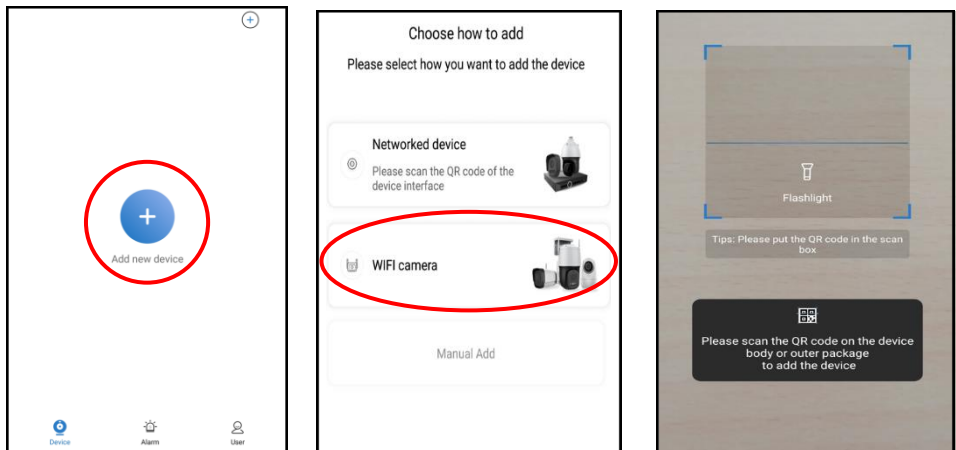 Add new device
Device
Alarm
User
Choose how to add
Please select how you want to add the device
Networked device
Please scan the QR code of the
device interface
WIFI camera
Manual Add
Flashlight
Tips: Please put the QR code in the scan
box
Please scan the QR code on the device
body or outer package
to add the device